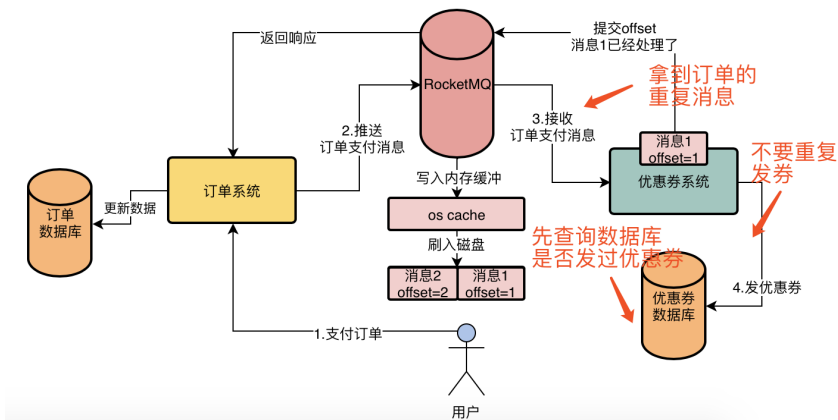 返回响应
提交offset
消息1已经处理了
RocketMQ
拿到订单的
重复消息
2.推送
订单支付消息
3.接收
订单支付消息
消息1
offset=1
不要重复
发券
订单系统
优惠券系统
写入内存缓冲
订单
数据库
更新数据
os cache
先查询数据库
是否发过优惠券
刷入磁盘
消息2
offset=2
消息1
offset=1
4.发优惠券
优惠券
数据库
1.支付订单
用户